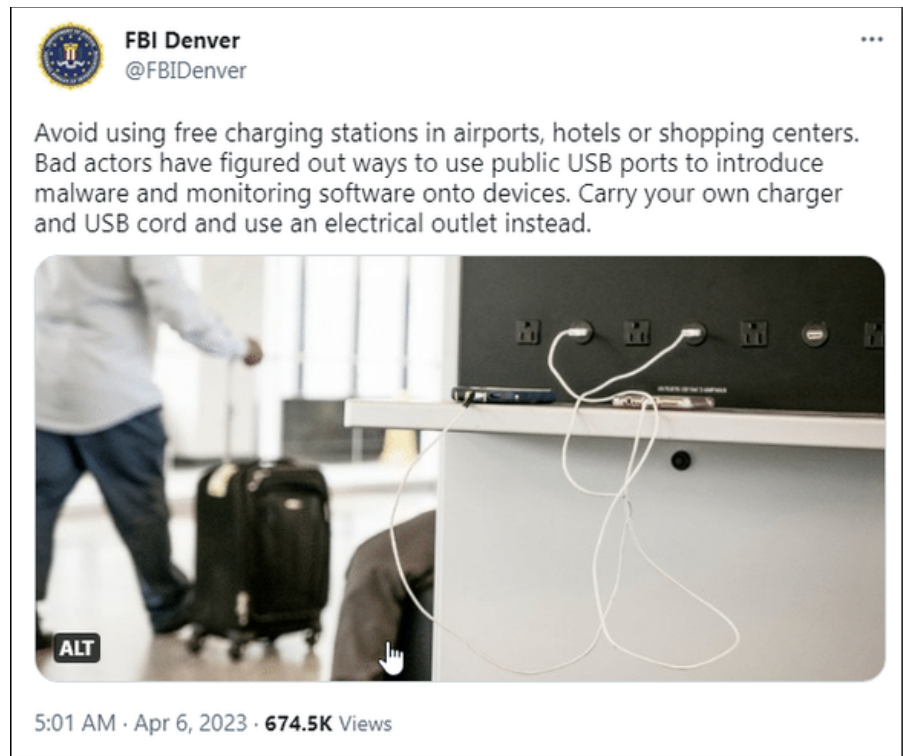 FBI Denver
@FBIDenver
Avoid using free charging stations in airports, hotels or shopping centers.
Bad actors have figured out ways to use public USB ports to introduce
malware and monitoring software onto devices. Carry your own charger
and USB cord and use an electrical outlet instead.
ALT
5:01 AM · Apr 6, 2023 · 674.5K Views